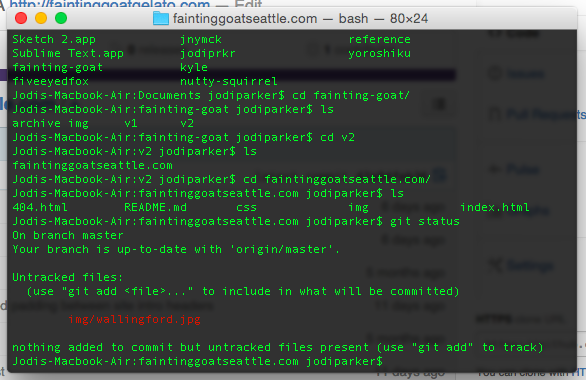 http://faintinggoatgelato.com — Edit
faintinggoatseattle.com — bash — 80×24
Sketch 2.app jnymck reference
Sublime Text.app jodiprkr yoroshiku
fainting-goat kyle
fiveeyedfox nutty-squirrel
Jodis-Macbook-Air:Documents jodiparker$ cd fainting-goat/
Jodis-Macbook-Air:fainting-goat jodiparker$ ls
archive img v1 v2
Jodis-Macbook-Air:fainting-goat jodiparker$ cd v2
Jodis-Macbook-Air:v2 jodiparker$ ls
faintinggoatseattle.com
Jodis-Macbook-Air:v2 jodiparker$ cd faintinggoatseattle.com/
Jodis-Macbook-Air:faintinggoatseattle.com jodiparker$ ls
404.html README.md css img index.html
Jodis-Macbook-Air:faintinggoatseattle.com jodiparker$ git status
On branch master
Your branch is up-to-date with 'origin/master'.
Untracked files:
(use "git add <file>..." to include in what will be committed)
img/wallingford.jpg
nothing added to commit but untracked files present (use "git add" to track)
Jodis-Macbook-Air:faintinggoatseattle.com jodiparker$
Code
Issues
Pull Requests
Pulse
Graphs
Settings
HTTPS
11 days ago
You can clone with